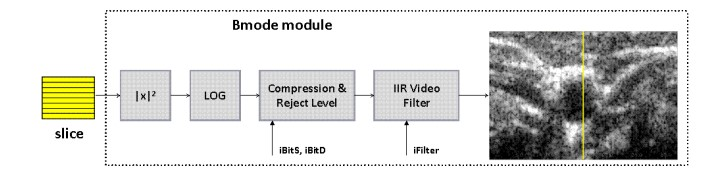 Bmode module
slice
|x|²
LOG
Compression &
Reject Level
IIR Video
Filter
iBitS, iBitD
iFilter